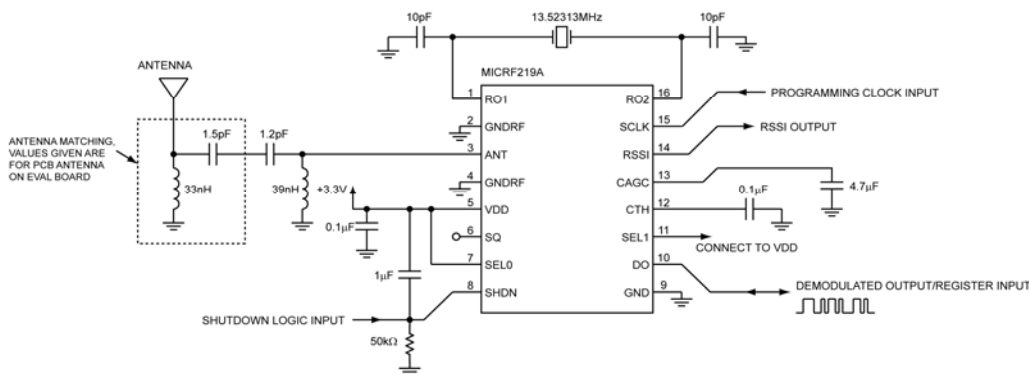 10pF
13.52313MHz
10pF
ANTENNA
MICRF219A
1
RO1
RO2
16
PROGRAMMING CLOCK INPUT
2
GNDRF
SCLK
15
RSSI OUTPUT
ANTENNA MATCHING,
VALUES GIVEN ARE
FOR PCB ANTENNA
ON EVAL BOARD
1.5pF
1.2pF
3
ANT
RSSI
14
33nH
39nH
+3.3V
4
GNDRF
CAGC
13
4.7µF
0.1µF
5
VDD
CTH
12
0.1µF
6
SQ
SEL1
11
CONNECT TO VDD
1µF
7
SEL0
DO
10
DEMODULATED OUTPUT/REGISTER INPUT
8
SHDN
GND
9
SHUTDOWN LOGIC INPUT
50kΩ